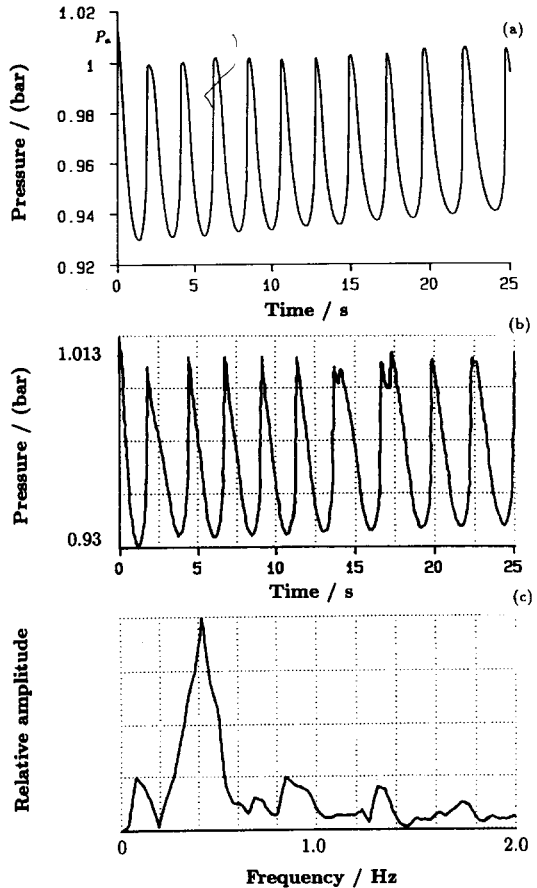 1.02
(a)
Pₐ
1
0.98
0.96
0.94
0.92
Pressure / (bar)
0 5 10 15 20 25
Time / s
(b)
1.013
0.93
Pressure / (bar)
0 5 10 15 20 25
Time / s
(c)
Relative amplitude
0 1.0 2.0
Frequency / Hz